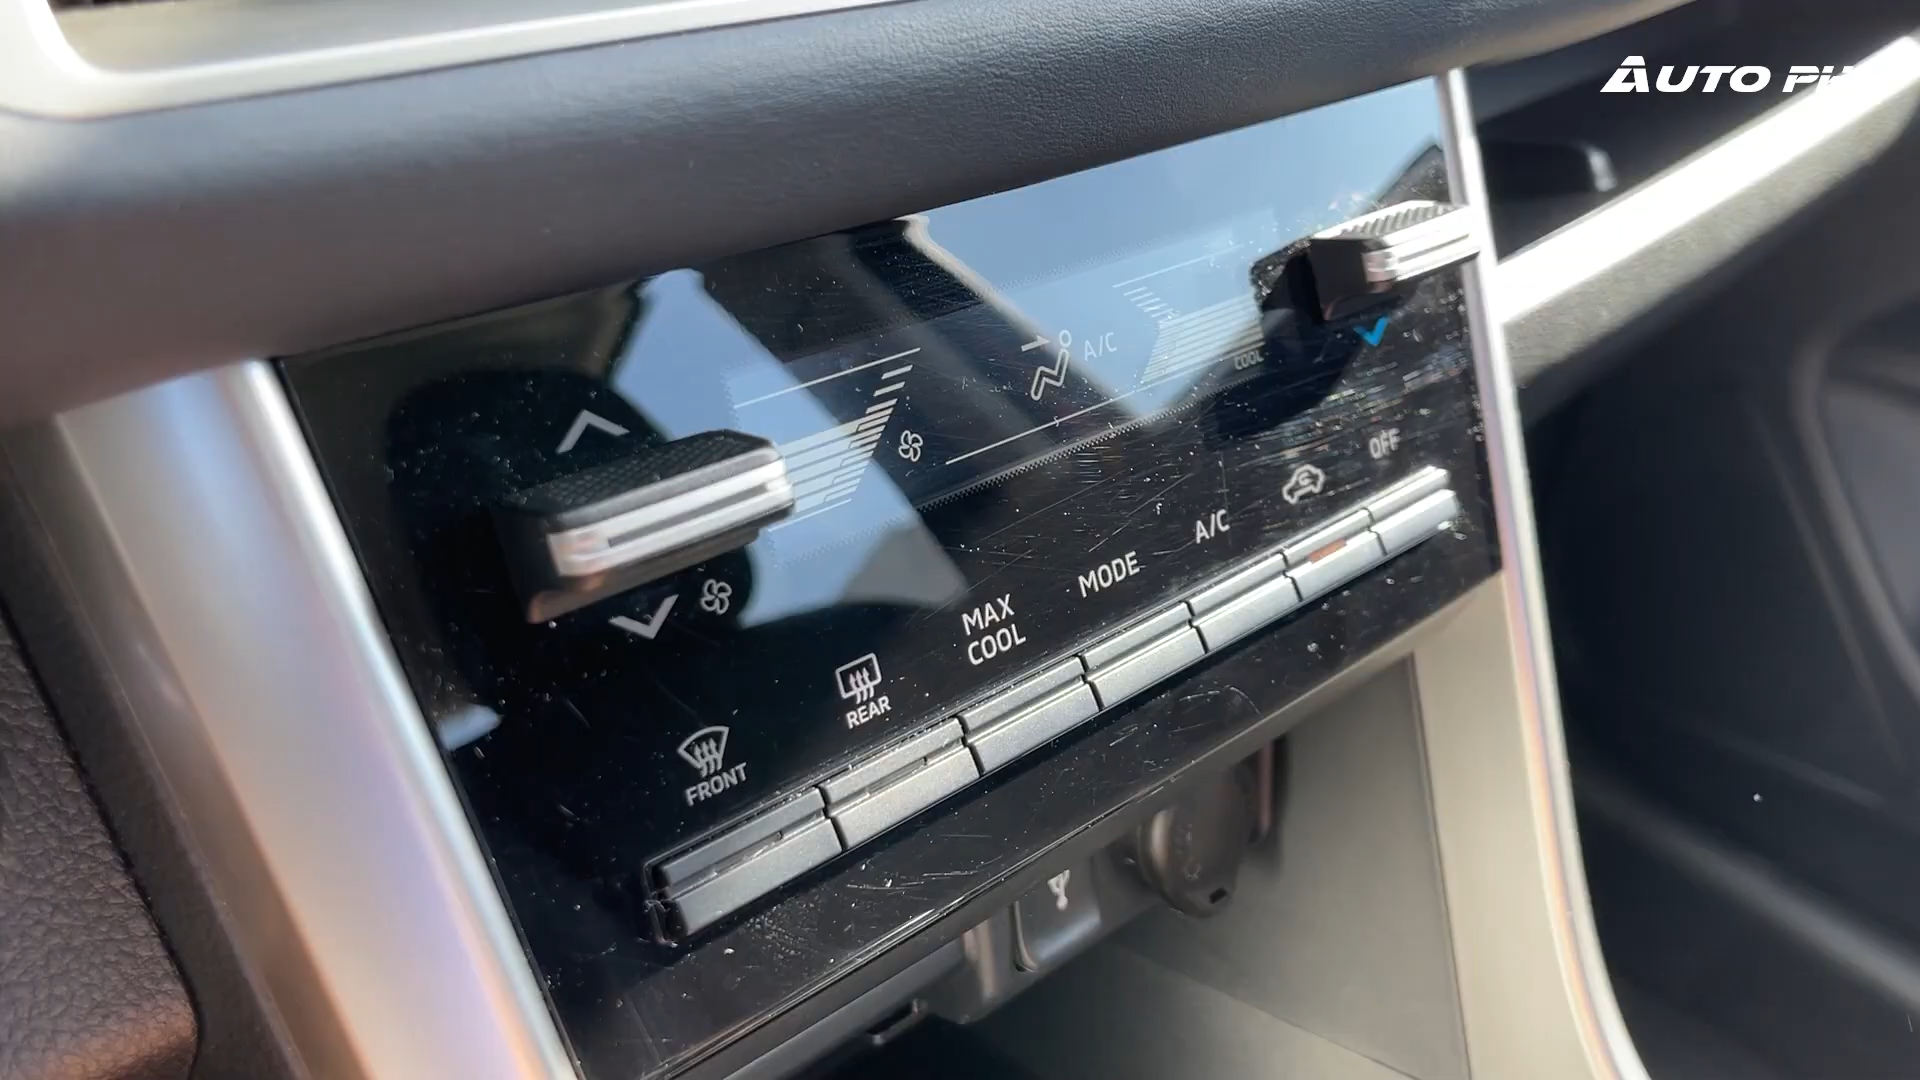 AUTO
A/C
COOL
OFF
A/C
MODE
MAX
COOL
REAR
FRONT